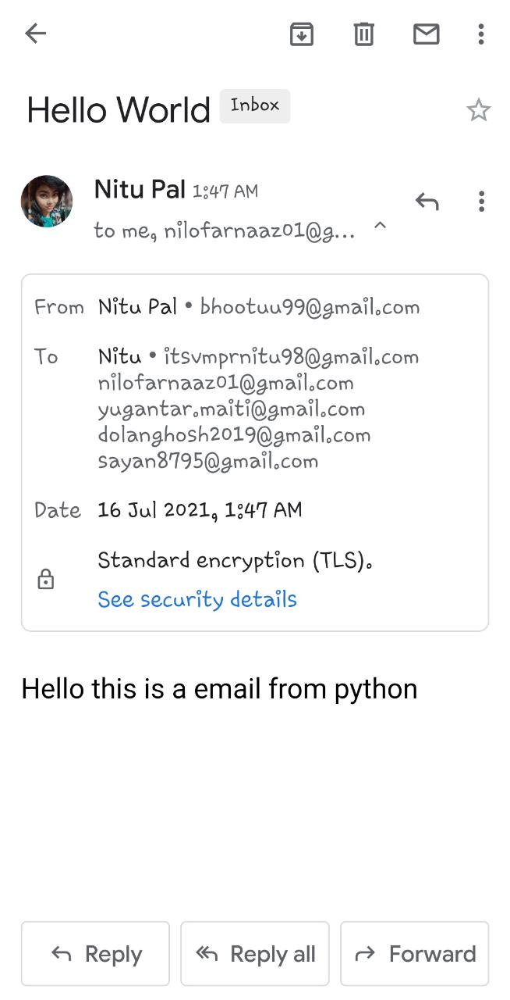 Hello World Inbox
Nitu Pal 1:47 AM
to me, nilofarnaaz01@g...
From Nitu Pal • bhootuu99@gmail.com
To Nitu • itsvmprnitu98@gmail.com
nilofarnaaz01@gmail.com
yugantar.maiti@gmail.com
dolanghosh2019@gmail.com
sayan8795@gmail.com
Date 16 Jul 2021, 1:47 AM
Standard encryption (TLS).
See security details
Hello this is a email from python
Reply Reply all Forward